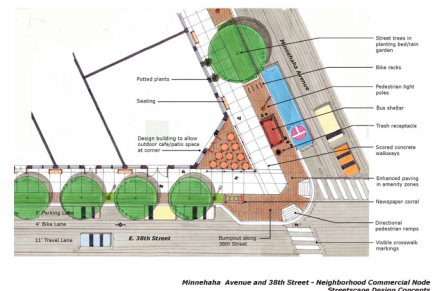 Street trees in
planting bed/rain
garden
Minnehaha Avenue
Bike racks
Potted plants
Pedestrian light
poles
Seating
Bus shelter
Trash receptacle
Design building to allow
outdoor cafe/patio space
at corner
Scored concrete
walkways
Enhanced paving
in amenity zones
Newspaper corral
Parking Lane
4' Bike Lane
Directional
pedestrian ramps
11' Travel Lane
E. 38th Street
Bumpout along
38th Street
Visible crosswalk
markings
Minnehaha Avenue and 38th Street - Neighborhood Commercial Node
Streetscape Design Concepts